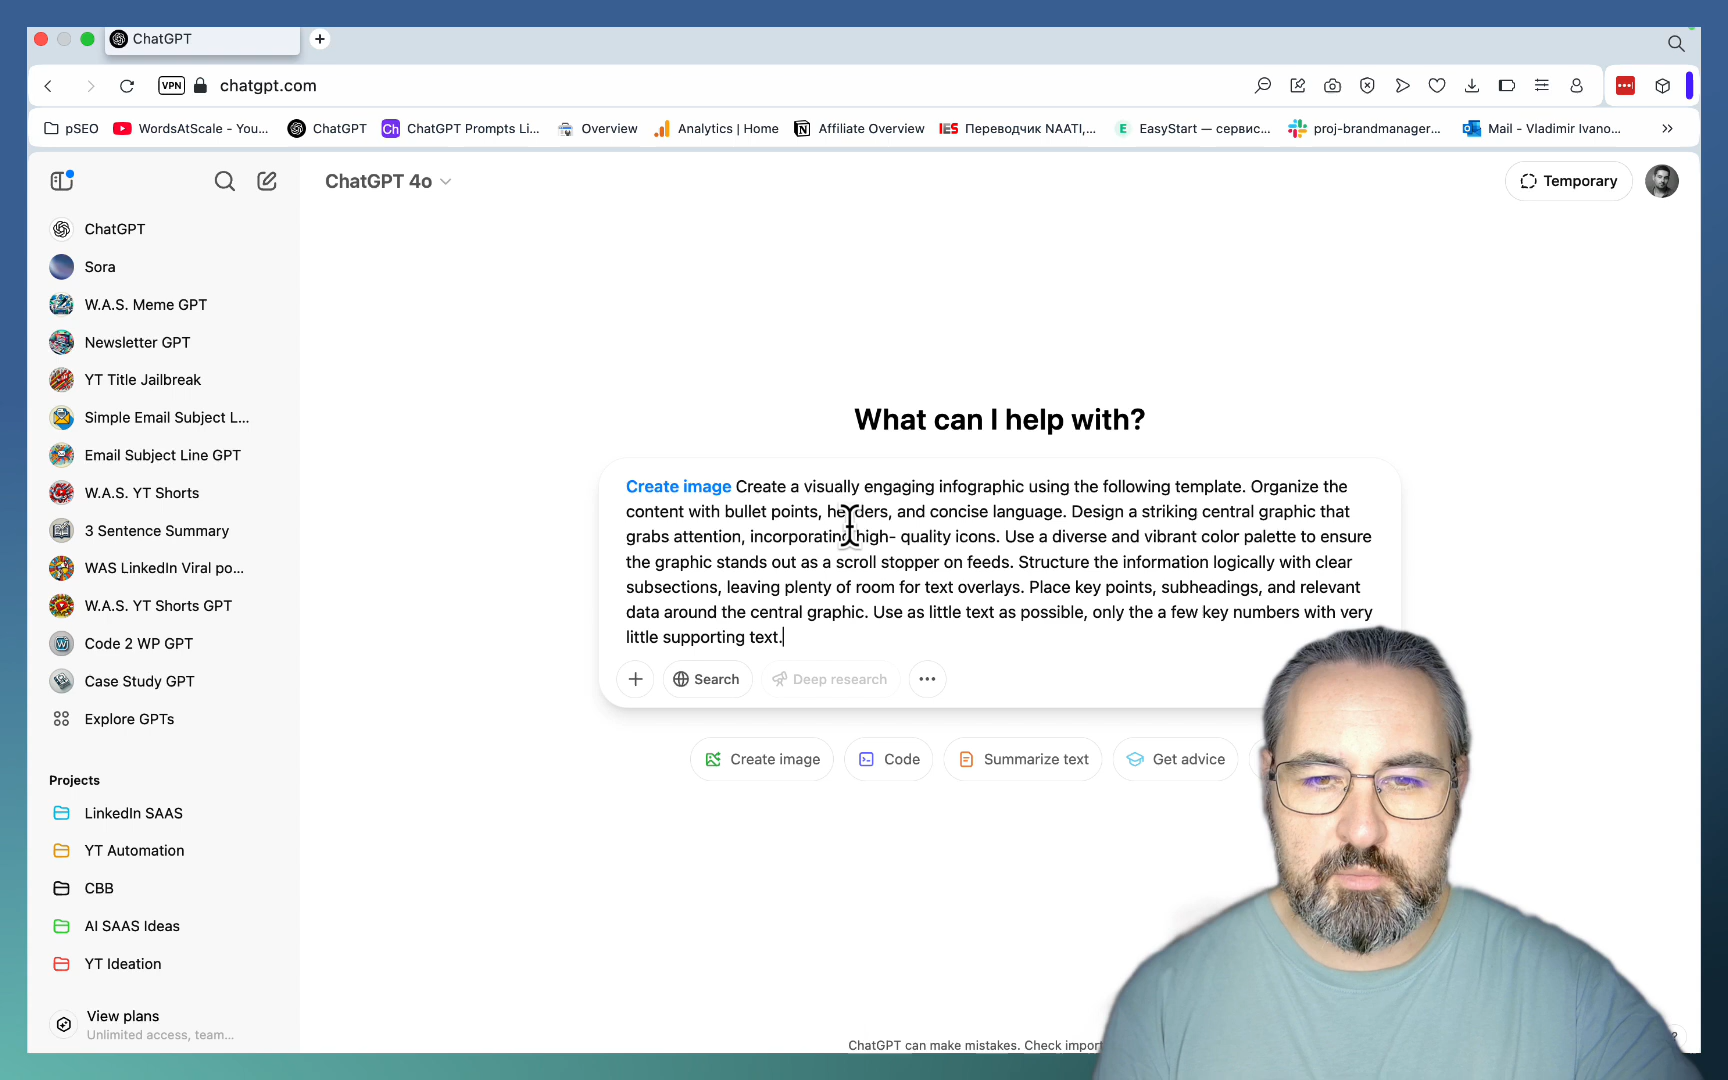 ChatGPT
VPN chatgpt.com
pSEO WordsAtScale - You... ChatGPT Ch ChatGPT Prompts Li... Overview Analytics | Home Affiliate Overview IES Переводчик NAATI,... E EasyStart — сервис... proj-brandmanager... Mail - Vladimir Ivano...
ChatGPT 4o
Temporary
ChatGPT
Sora
W.A.S. Meme GPT
Newsletter GPT
YT Title Jailbreak
Simple Email Subject L...
Email Subject Line GPT
W.A.S. YT Shorts
3 Sentence Summary
WAS LinkedIn Viral po...
W.A.S. YT Shorts GPT
Code 2 WP GPT
Case Study GPT
Explore GPTs
Projects
LinkedIn SAAS
YT Automation
CBB
AI SAAS Ideas
YT Ideation
View plans
Unlimited access, team...
What can I help with?
Create image Create a visually engaging infographic using the following template. Organize the
content with bullet points, headers, and concise language. Design a striking central graphic that
grabs attention, incorporating high- quality icons. Use a diverse and vibrant color palette to ensure
the graphic stands out as a scroll stopper on feeds. Structure the information logically with clear
subsections, leaving plenty of room for text overlays. Place key points, subheadings, and relevant
data around the central graphic. Use as little text as possible, only the a few key numbers with very
little supporting text.
Search Deep research
Create image Code Summarize text Get advice
ChatGPT can make mistakes. Check import